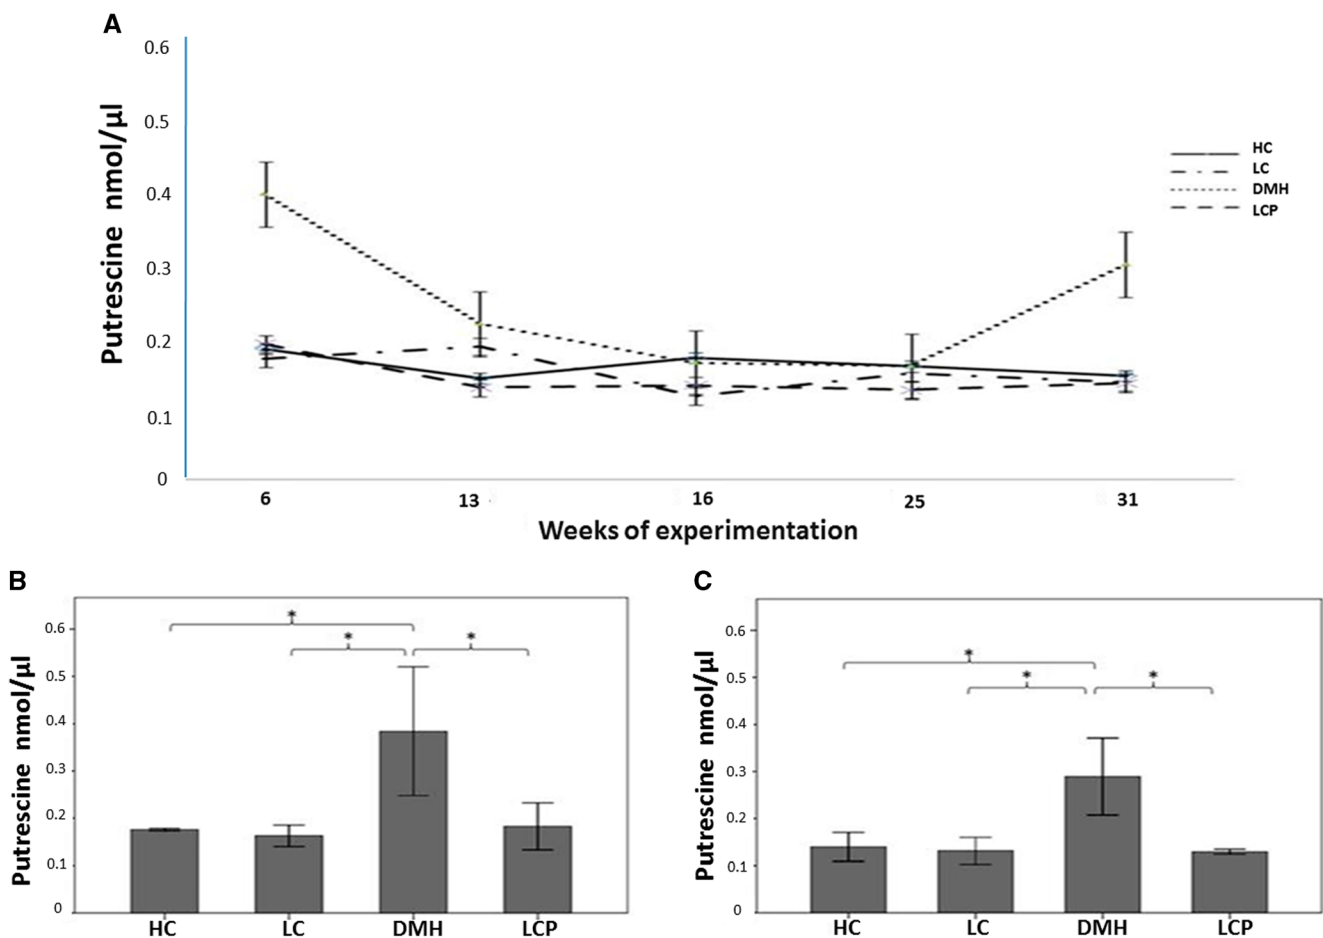 A
0.6
0.5
0.4
0.3
0.2
0.1
0
Putrescine nmol/µl
6 13 16 25 31
Weeks of experimentation
HC
LC
DMH
LCP
B
0.6
0.5
0.4
0.3
0.2
0.1
0
Putrescine nmol/µl
*
* *
HC LC DMH LCP
C
0.6
0.5
0.4
0.3
0.2
0.1
0
Putrescine nmol/µl
*
* *
HC LC DMH LCP